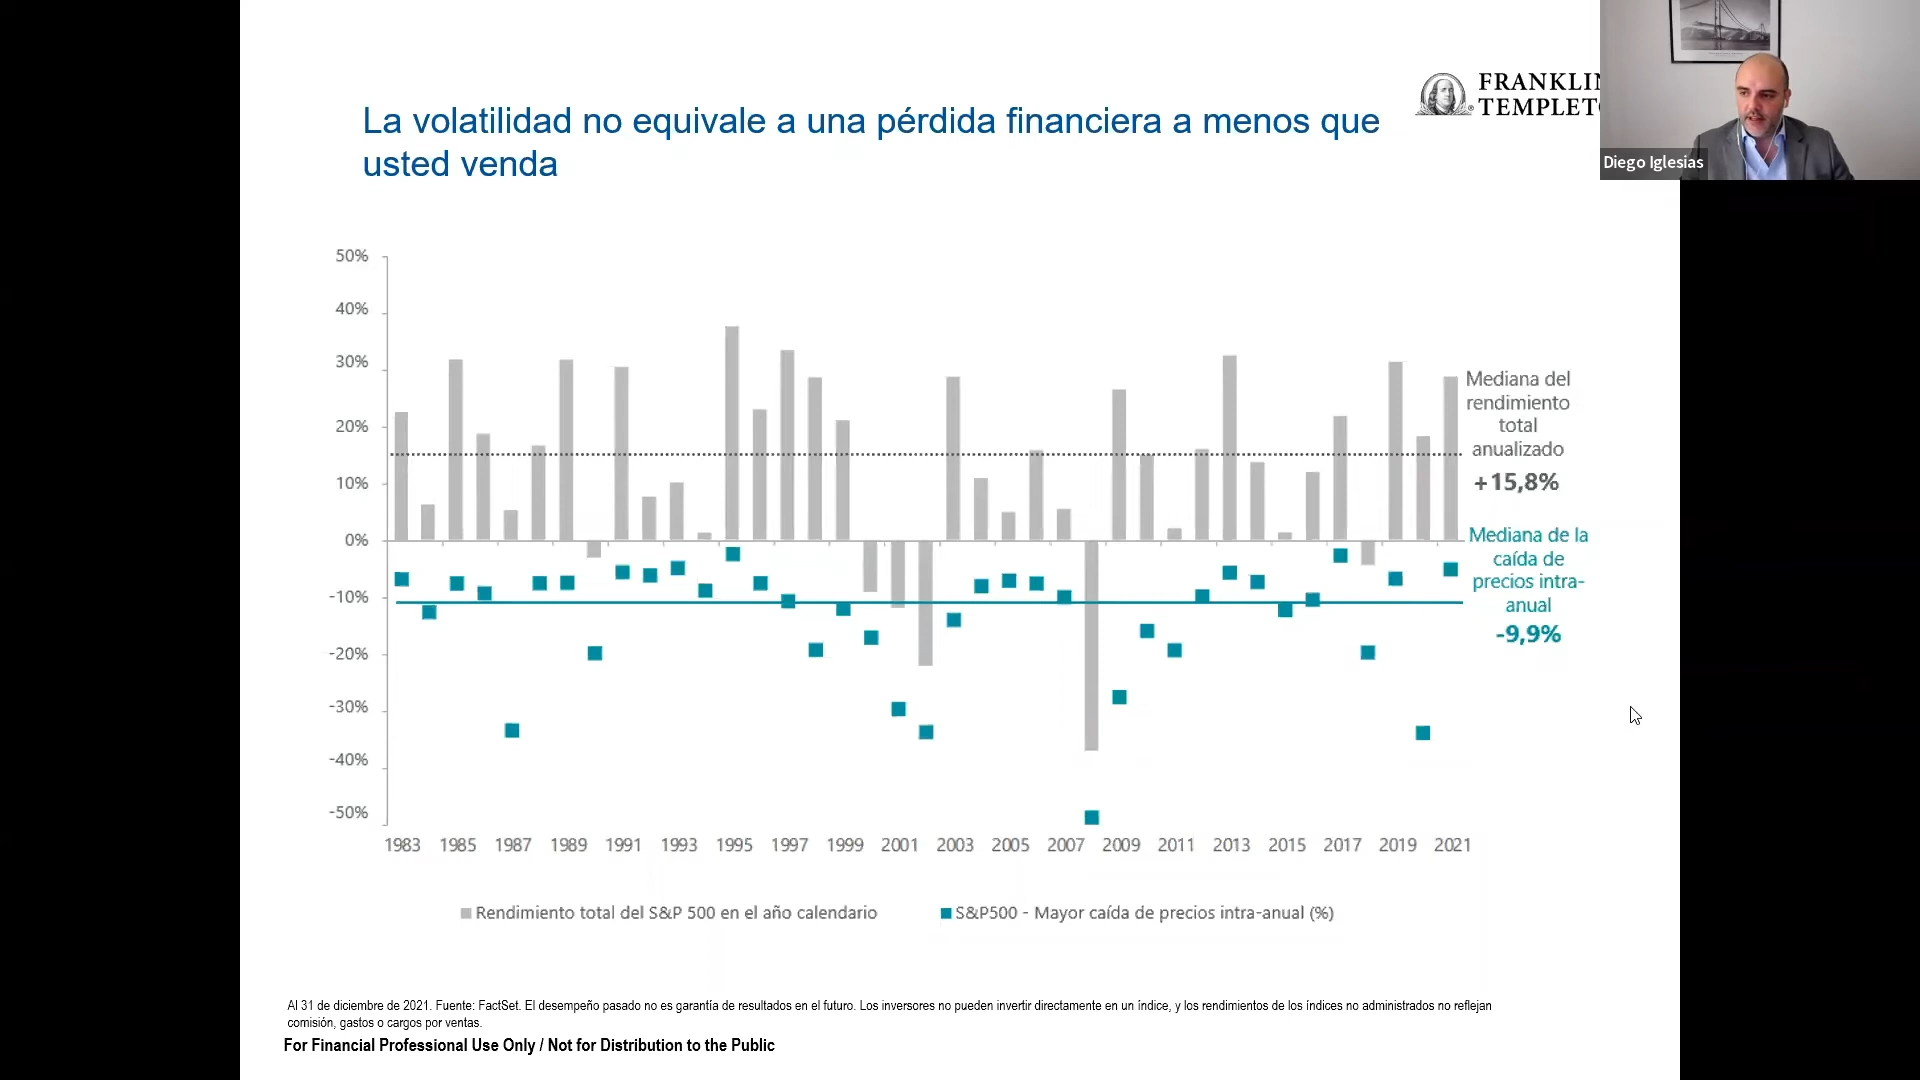 La volatilidad no equivale a una pérdida financiera a menos que
usted venda
FRANKLIN
TEMPLETO
Diego Iglesias
50%
40%
30%
20%
10%
0%
-10%
-20%
-30%
-40%
-50%
Mediana del
rendimiento
total
anualizado
+15,8%
Mediana de la
caída de
precios intra-
anual
-9,9%
1983 1985 1987 1989 1991 1993 1995 1997 1999 2001 2003 2005 2007 2009 2011 2013 2015 2017 2019 2021
Rendimiento total del S&P 500 en el año calendario
S&P500 - Mayor caída de precios intra-anual (%)
Al 31 de diciembre de 2021. Fuente: FactSet. El desempeño pasado no es garantía de resultados en el futuro. Los inversores no pueden invertir directamente en un índice, y los rendimientos de los índices no administrados no reflejan
comisión, gastos o cargos por ventas.
For Financial Professional Use Only / Not for Distribution to the Public